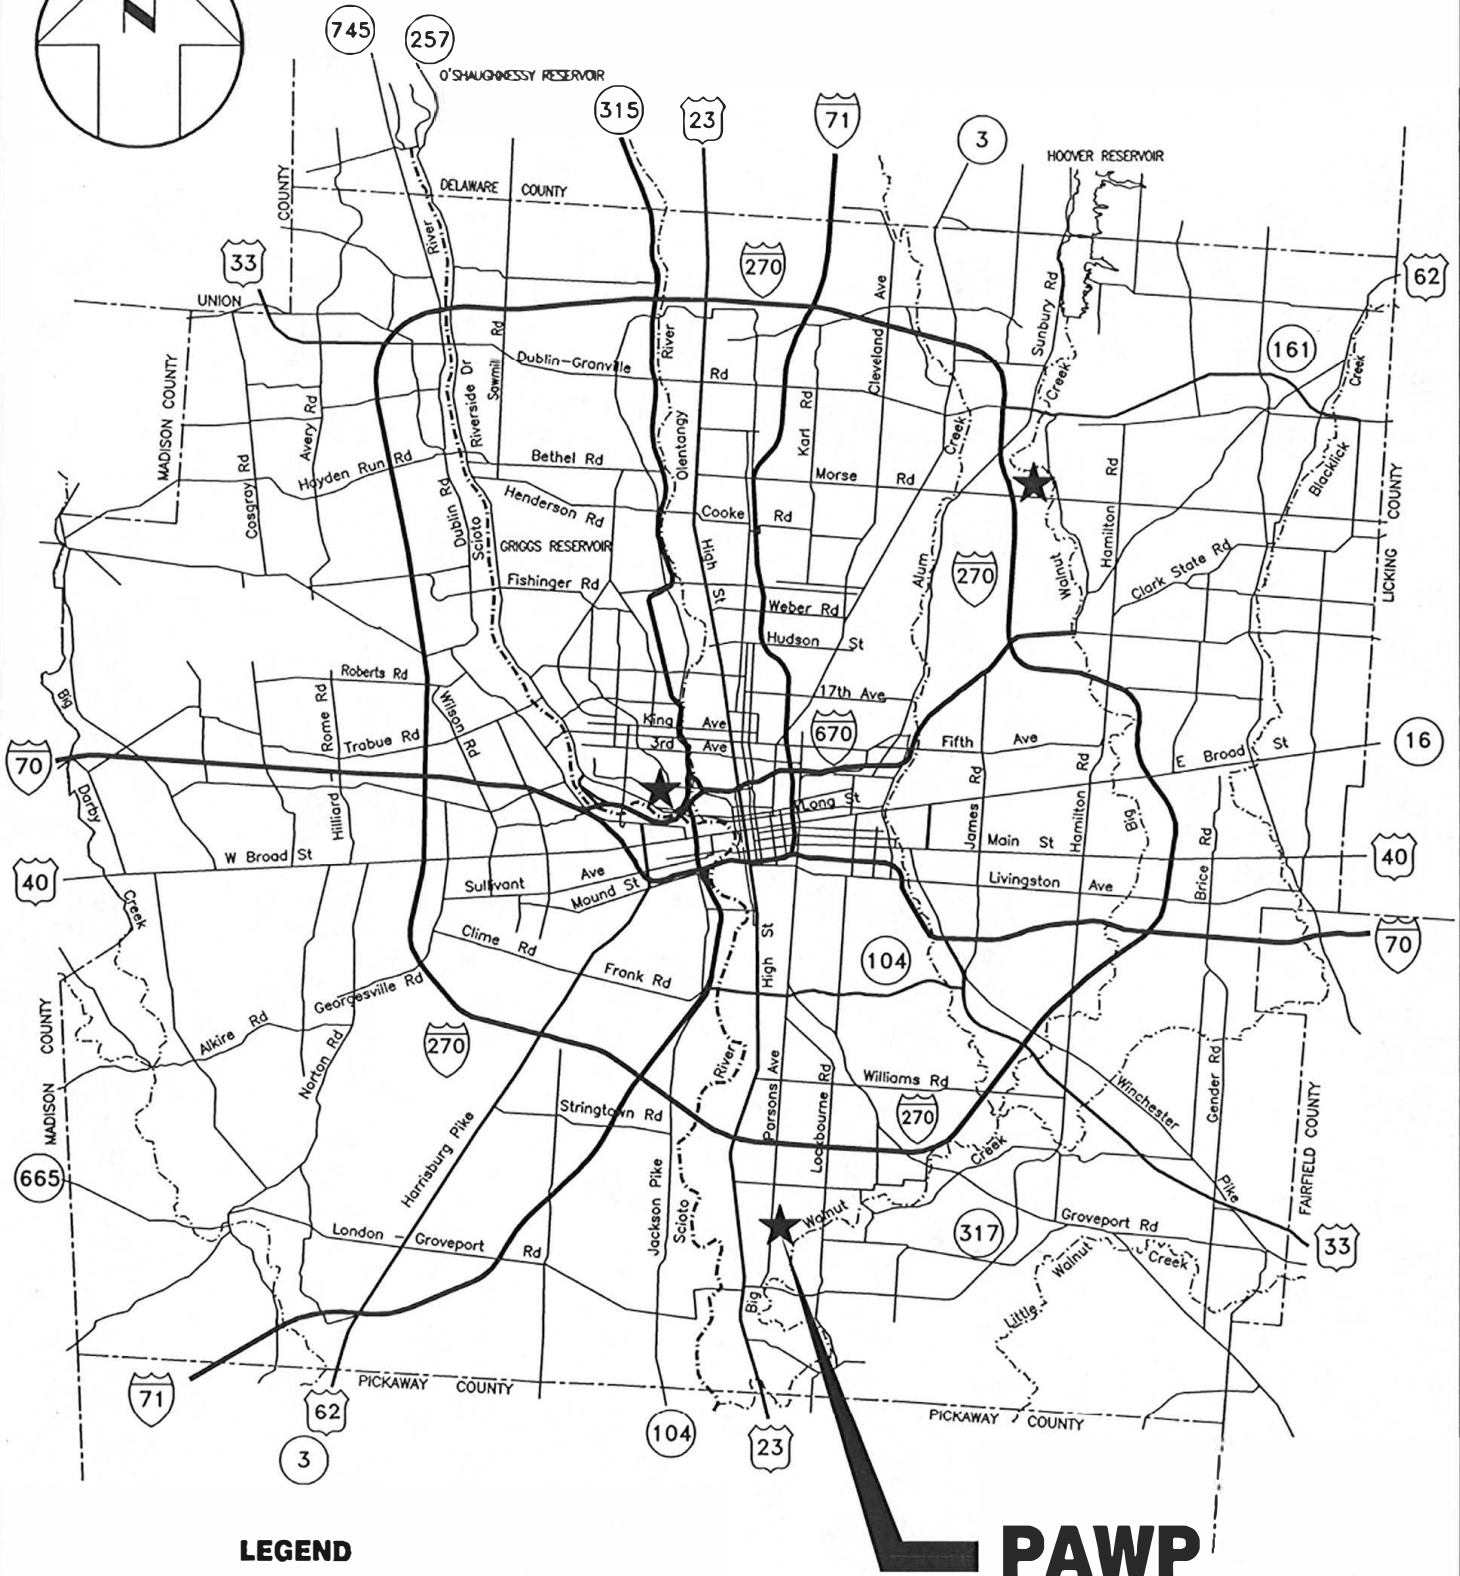 N
745
257
O'SHAUGHNESSY RESERVOIR
315
23
71
3
HOOVER RESERVOIR
DELAWARE COUNTY
COUNTY
River
33
270
62
UNION
Ave
Sunbury Rd
River
Rd
161
Dublin-Granville
Rd
Creek
Creek
MADISON COUNTY
Riverside Dr
Sawmill
Cleveland
Avery Rd
Karl Rd
Olentangy
Creek
Hayden Run Rd
Bethel Rd
Morse Rd
Blacklick
Cosgray Rd
Dublin Rd
Henderson Rd
Cooke Rd
Hamilton Rd
LICKING COUNTY
Scioto
GRIGGS RESERVOIR
High St
Alum
270
Walnut
Clark State Rd
Fishinger Rd
Weber Rd
Hudson St
Roberts Rd
Big
Rome Rd
Wilson Rd
17th Ave
King Ave
670
16
Trabue Rd
3rd Ave
Fifth Ave
E Broad St
70
Darby
Hilliard
Long St
James Rd
Hamilton Rd
Big
W Broad St
Main St
Brice Rd
40
40
Sullivant Ave
Livingston Ave
Mound St
Creek
Clime Rd
High St
104
70
Frank Rd
Georgesville Rd
Alkire Rd
MADISON COUNTY
Norton Rd
270
River
Parsons Ave
Lockbourne Rd
Williams Rd
Gender Rd
Winchester
Pike
Stringtown Rd
270
FAIRFIELD COUNTY
Harrisburg Pike
Creek
665
Jackson Pike
Scioto
Walnut
London - Groveport Rd
317
Groveport Rd
33
Walnut
Creek
Big
Little
71
PICKAWAY COUNTY
62
PICKAWAY COUNTY
3
104
23
LEGEND
PAWP